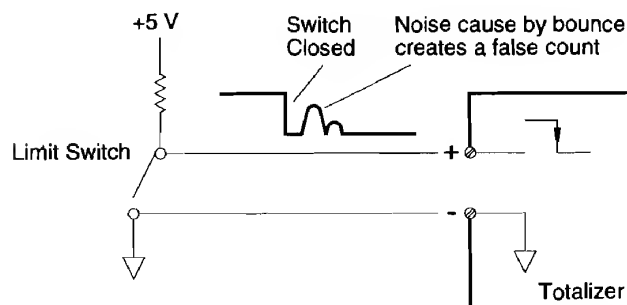 +5 V
Switch
Closed
Noise cause by bounce
creates a false count
Limit Switch
+
-
Totalizer